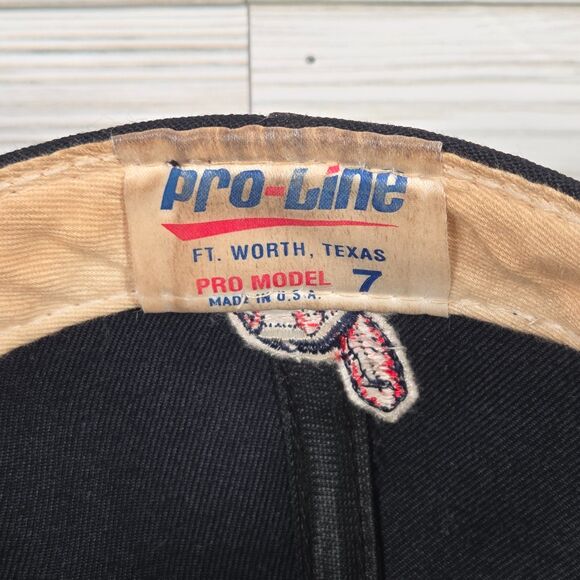 Pro-Line
FT. WORTH, TEXAS
PRO MODEL 7
MADE IN U.S.A.